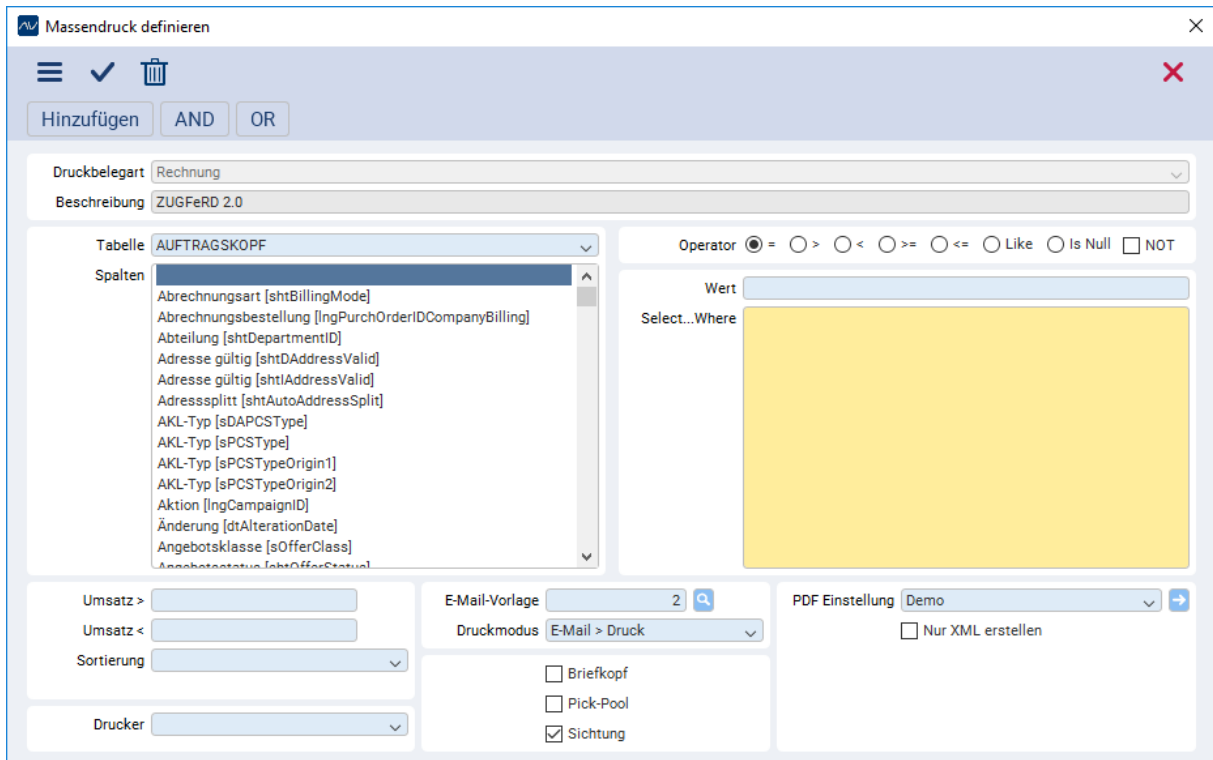 Massendruck definieren
Hinzufügen AND OR
Druckbelegart Rechnung
Beschreibung ZUGFeRD 2.0
Tabelle AUFTRAGSKOPF
Operator = > < >= <= Like Is Null NOT
Spalten
Abrechnungsart [shtBillingMode]
Abrechnungsbestellung [lngPurchOrderIDCompanyBilling]
Abteilung [shtDepartmentID]
Adresse gültig [shtDAddressValid]
Adresse gültig [shtIAddressValid]
Adresssplitt [shtAutoAddressSplit]
AKL-Typ [sDAPCSType]
AKL-Typ [sPCSType]
AKL-Typ [sPCSTypeOrigin1]
AKL-Typ [sPCSTypeOrigin2]
Aktion [lngCampaignID]
Änderung [dtAlterationDate]
Angebotsklasse [sOfferClass]
Angebotsstatus [shtOfferStatus]
Wert
Select...Where
Umsatz >
Umsatz <
Sortierung
Drucker
E-Mail-Vorlage 2
Druckmodus E-Mail > Druck
Briefkopf
Pick-Pool
Sichtung
PDF Einstellung Demo
Nur XML erstellen